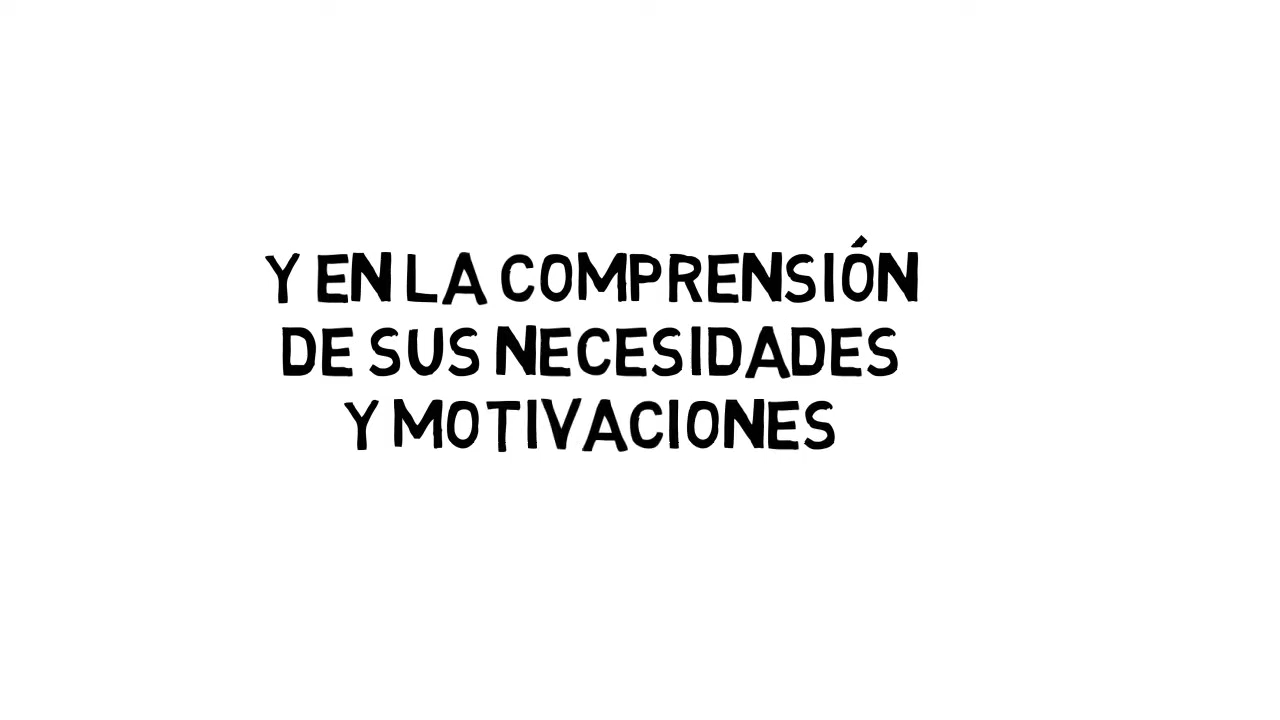 Y EN LA COMPRENSIÓN
DE SUS NECESIDADES
Y MOTIVACIONES